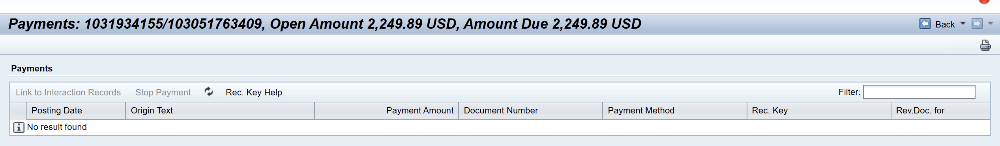 Payments: 1031934155/103051763409, Open Amount 2,249.89 USD, Amount Due 2,249.89 USD
Back
Payments
Link to Interaction Records Stop Payment Rec. Key Help Filter:
Posting Date Origin Text Payment Amount Document Number Payment Method Rec. Key Rev.Doc. for
No result found